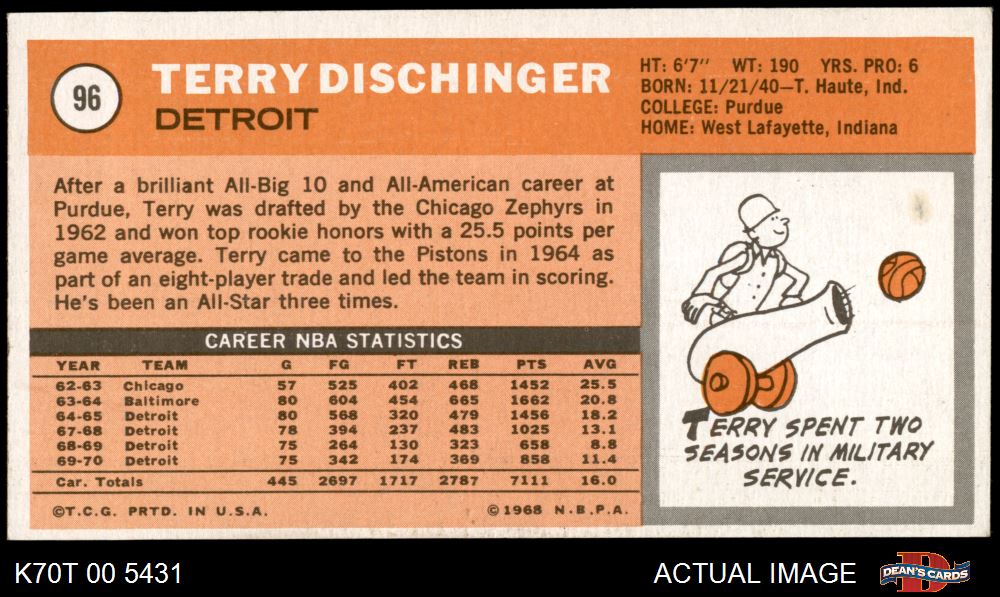 96
TERRY DISCHINGER
DETROIT
HT: 6'7" WT: 190 YRS. PRO: 6
BORN: 11/21/40—T. Haute, Ind.
COLLEGE: Purdue
HOME: West Lafayette, Indiana
After a brilliant All-Big 10 and All-American career at
Purdue, Terry was drafted by the Chicago Zephyrs in
1962 and won top rookie honors with a 25.5 points per
game average. Terry came to the Pistons in 1964 as
part of an eight-player trade and led the team in scoring.
He's been an All-Star three times.
CAREER NBA STATISTICS
YEAR TEAM G FG FT REB PTS AVG
62-63 Chicago 57 525 402 468 1452 25.5
63-64 Baltimore 80 604 454 665 1662 20.8
64-65 Detroit 80 568 320 479 1456 18.2
67-68 Detroit 78 394 237 483 1025 13.1
68-69 Detroit 75 264 130 323 658 8.8
69-70 Detroit 75 342 174 369 858 11.4
Car. Totals 445 2697 1717 2787 7111 16.0
©T.C.G. PRTD. IN U.S.A. ©1968 N.B.P.A.
TERRY SPENT TWO
SEASONS IN MILITARY
SERVICE.
K70T 00 5431 ACTUAL IMAGE
D
DEAN'S CARDS